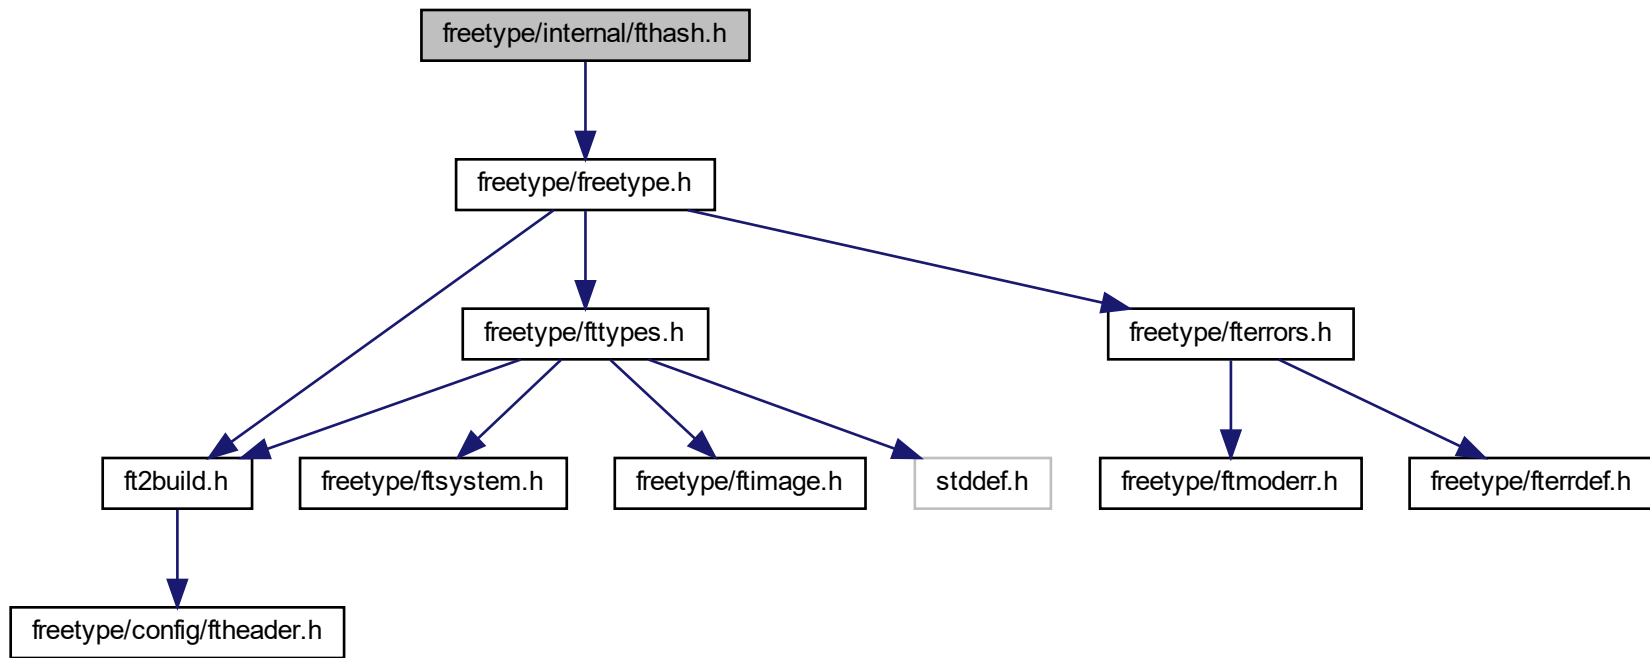 freetype/internal/fthash.h
freetype/freetype.h
freetype/fttypes.h
freetype/fterrors.h
ft2build.h
freetype/ftsystem.h
freetype/ftimage.h
stddef.h
freetype/ftmoderr.h
freetype/fterrdef.h
freetype/config/ftheader.h